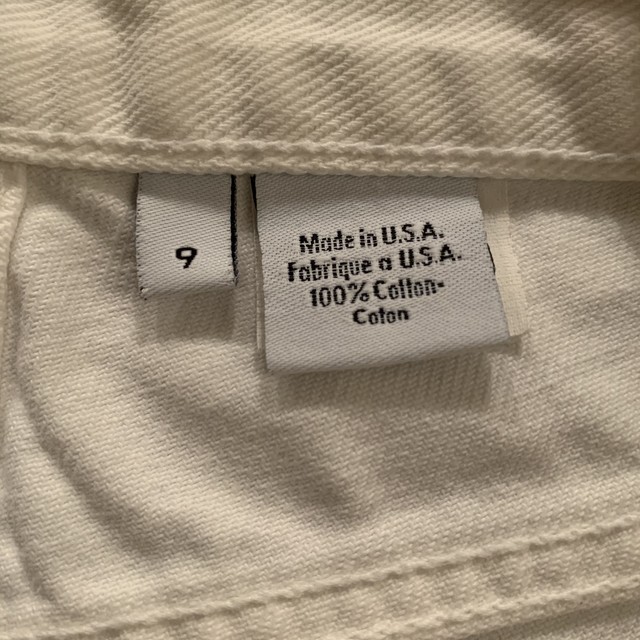 9
Made in U.S.A.
Fabrique a U.S.A.
100% Cotton-
Coton